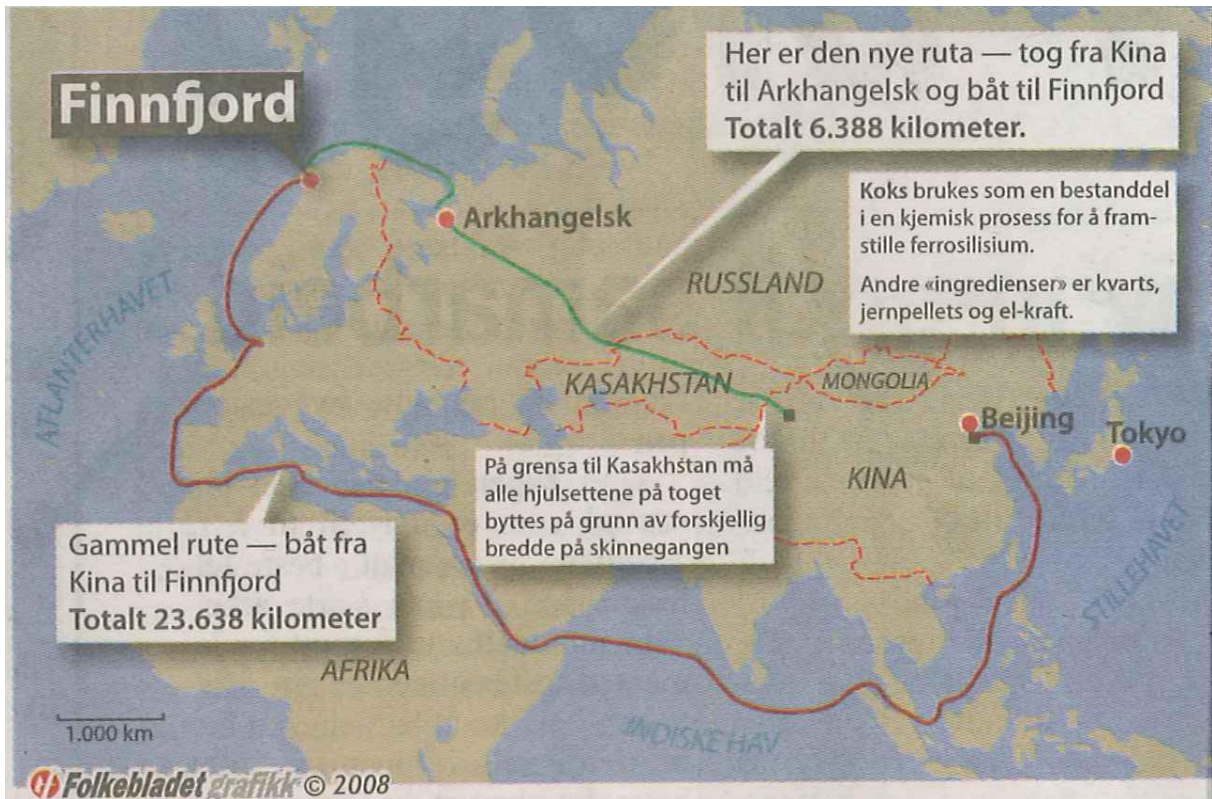 Finnfjord
Her er den nye ruta — tog fra Kina
til Arkhangelsk og båt til Finnfjord
Totalt 6.388 kilometer.
Koks brukes som en bestanddel
i en kjemisk prosess for å fram-
stille ferrosilisium.
Andre «ingredienser» er kvarts,
jernpellets og el-kraft.
Arkhangelsk
RUSSLAND
ATLANTERHAVET
KASAKHSTAN
MONGOLIA
Beijing
Tokyo
På grensa til Kasakhstan må
alle hjulsettene på toget
byttes på grunn av forskjellig
bredde på skinnegangen
KINA
STILLEHAVET
Gammel rute — båt fra
Kina til Finnfjord
Totalt 23.638 kilometer
AFRIKA
INDISKE HAV
1.000 km
Folkebladet grafikk © 2008